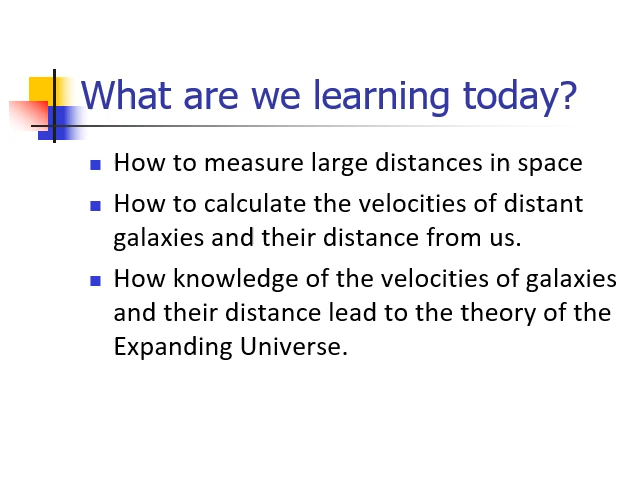 What are we learning today?
How to measure large distances in space
How to calculate the velocities of distant
galaxies and their distance from us.
How knowledge of the velocities of galaxies
and their distance lead to the theory of the
Expanding Universe.